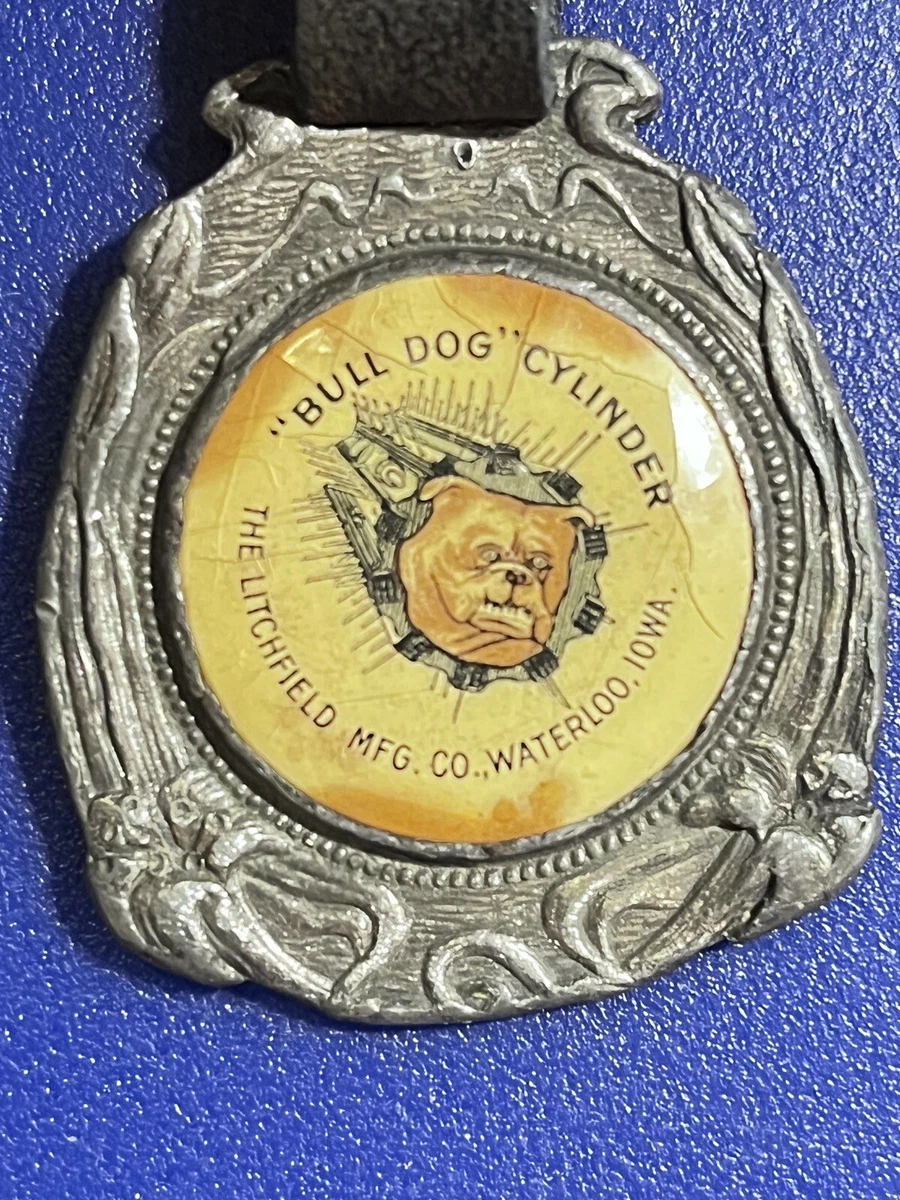 "BULL DOG" CYLINDER
THE LITCHFIELD MFG. CO., WATERLOO, IOWA.